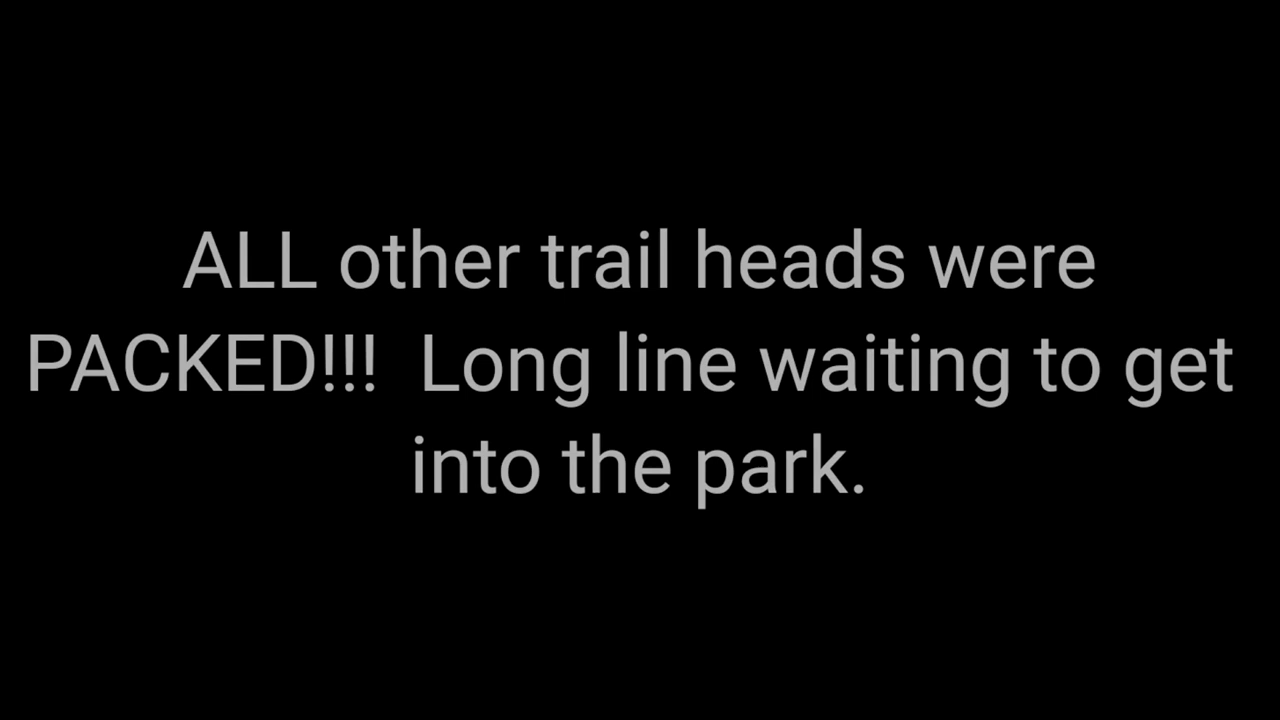 ALL other trail heads were
PACKED!!!  Long line waiting to get
into the park.